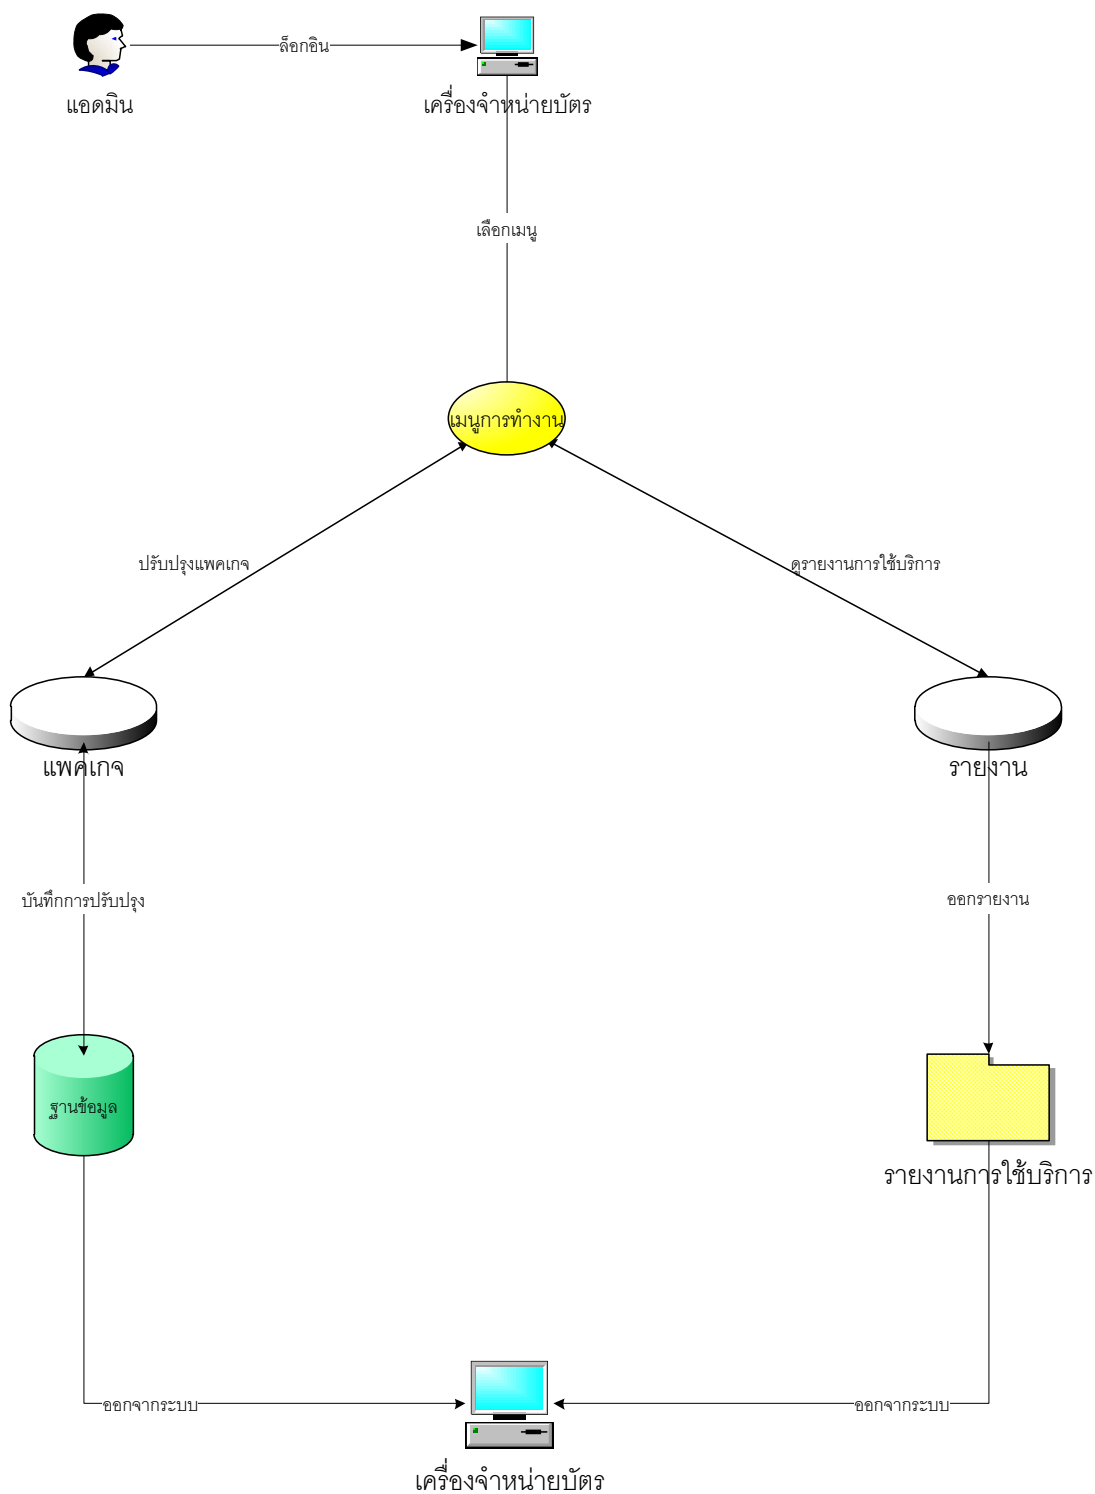 ล็อกอิน
แอดมิน
เครื่องจำหน่ายบัตร
เลือกเมนู
เมนูการทำงาน
ปรับปรุงแพคเกจ
ดูรายงานการใช้บริการ
แพคเกจ
รายงาน
บันทึกการปรับปรุง
ออกรายงาน
ฐานข้อมูล
รายงานการใช้บริการ
ออกจากระบบ
ออกจากระบบ
เครื่องจำหน่ายบัตร